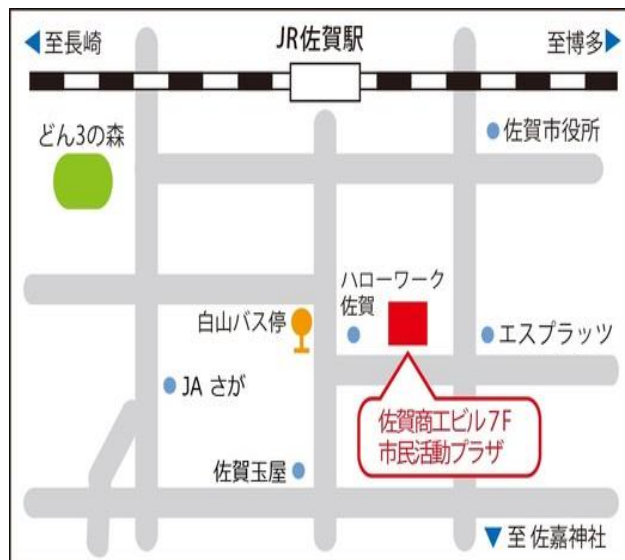 至長崎
JR佐賀駅
至博多
どん3の森
佐賀市役所
ハローワーク
佐賀
白山バス停
エスプラッツ
JA さが
佐賀商工ビル7F
市民活動プラザ
佐賀玉屋
至 佐嘉神社